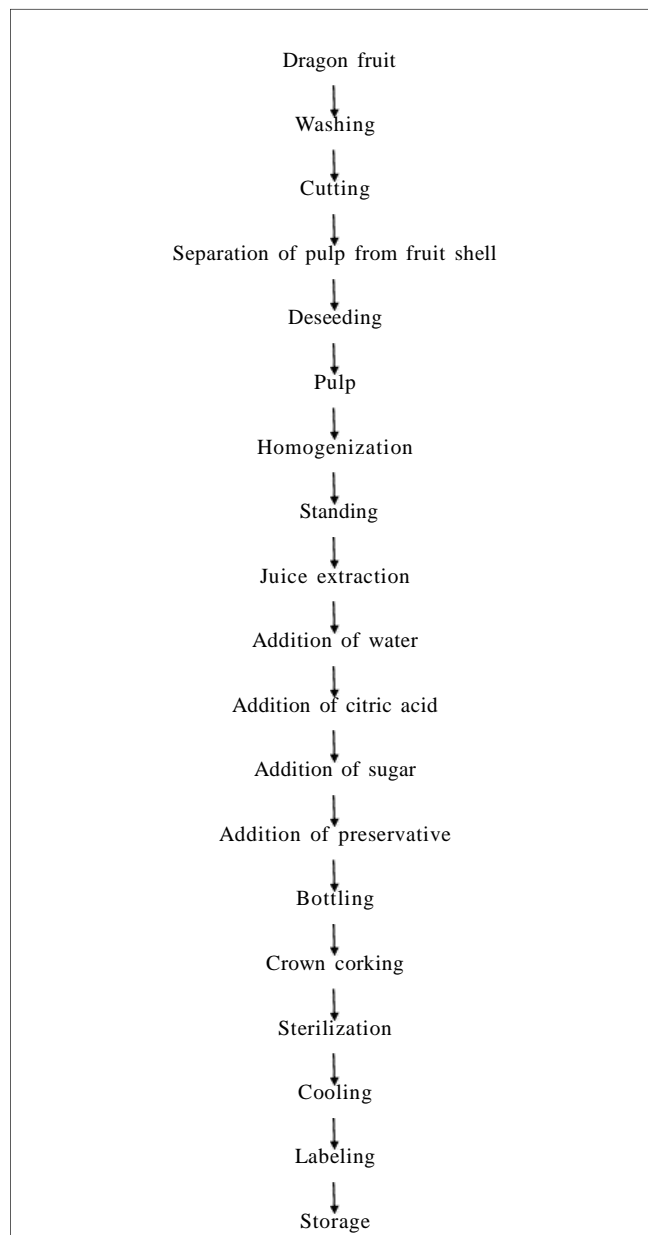 Dragon fruit
Washing
Cutting
Separation of pulp from fruit shell
Deseeding
Pulp
Homogenization
Standing
Juice extraction
Addition of water
Addition of citric acid
Addition of sugar
Addition of preservative
Bottling
Crown corking
Sterilization
Cooling
Labeling
Storage